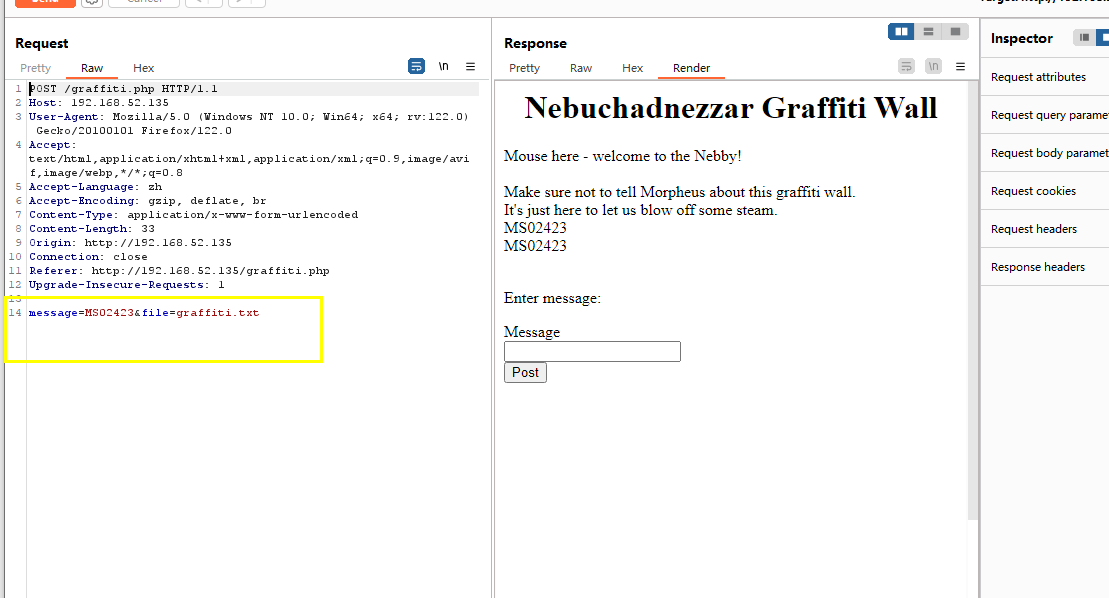 Request
Pretty Raw Hex
\n
1 POST /graffiti.php HTTP/1.1
2 Host: 192.168.52.135
3 User-Agent: Mozilla/5.0 (Windows NT 10.0; Win64; x64; rv:122.0)
Gecko/20100101 Firefox/122.0
4 Accept:
text/html,application/xhtml+xml,application/xml;q=0.9,image/avi
f,image/webp,*/*;q=0.8
5 Accept-Language: zh
6 Accept-Encoding: gzip, deflate, br
7 Content-Type: application/x-www-form-urlencoded
8 Content-Length: 33
9 Origin: http://192.168.52.135
10 Connection: close
11 Referer: http://192.168.52.135/graffiti.php
12 Upgrade-Insecure-Requests: 1
13
14 message=MS02423&file=graffiti.txt
Response
Pretty Raw Hex Render
\n
Nebuchadnezzar Graffiti Wall
Mouse here - welcome to the Nebby!
Make sure not to tell Morpheus about this graffiti wall.
It's just here to let us blow off some steam.
MS02423
MS02423
Enter message:
Message
Post
Inspector
Request attributes
Request query parame
Request body paramet
Request cookies
Request headers
Response headers